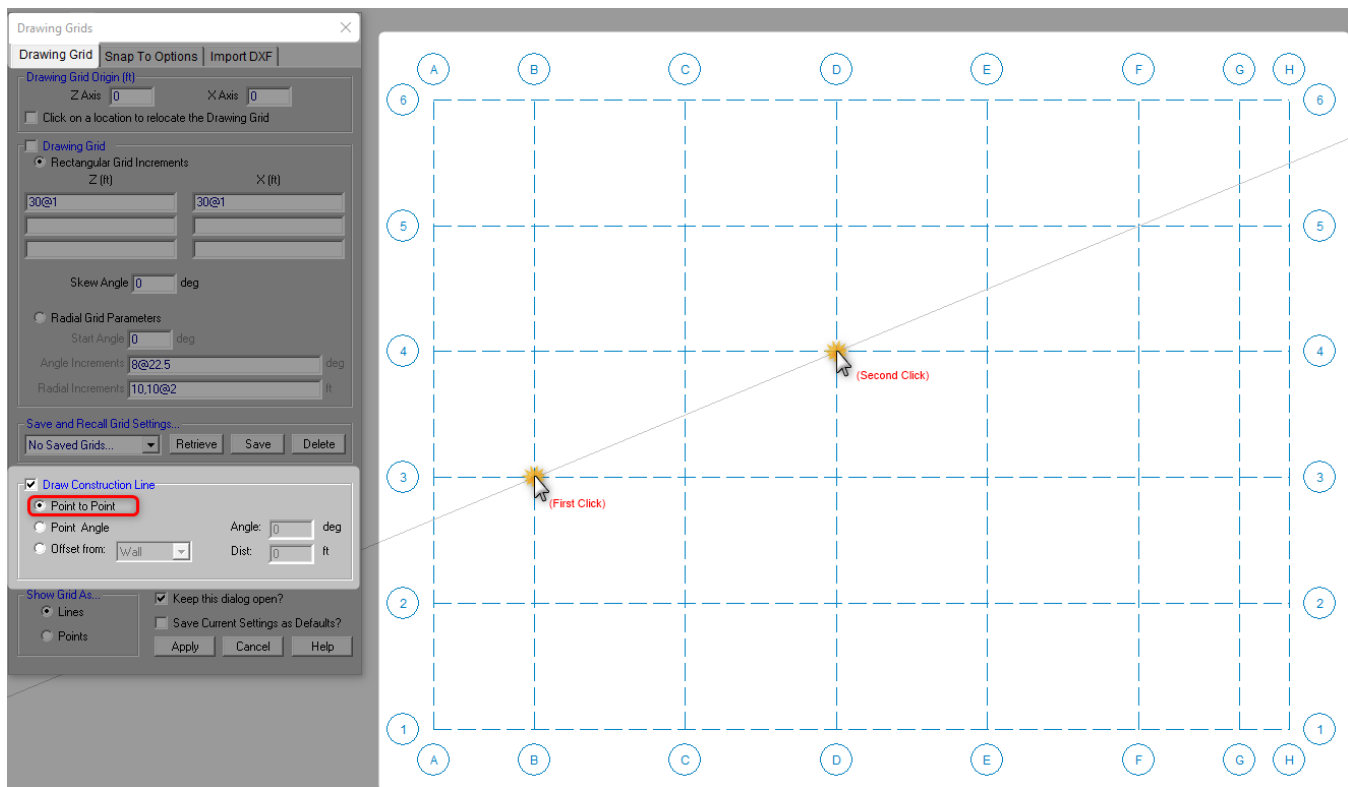 Drawing Grids
Drawing Grid Snap To Options Import DXF
Drawing Grid Origin (ft)
Z Axis 0 X Axis 0
Click on a location to relocate the Drawing Grid
Drawing Grid
Rectangular Grid Increments
Z (ft) X (ft)
30@1 30@1
Skew Angle 0 deg
Radial Grid Parameters
Start Angle 0 deg
Angle Increments 8@22.5 deg
Radial Increments 10,10@2 ft
Save and Recall Grid Settings...
No Saved Grids... Retrieve Save Delete
Draw Construction Line
Point to Point
Point Angle Angle: 0 deg
Offset from: Wall Dist: 0 ft
Show Grid As...
Lines
Points
Keep this dialog open?
Save Current Settings as Defaults?
Apply Cancel Help
A B C D E F G H
6 6
5 5
4 4
(Second Click)
3 3
(First Click)
2 2
1 1
A B C D E F G H